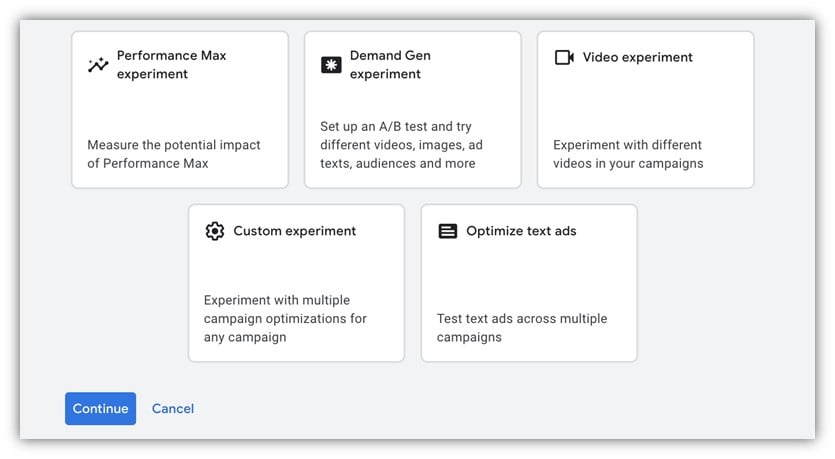 Performance Max
experiment
Measure the potential impact
of Performance Max
Demand Gen
experiment
Set up an A/B test and try
different videos, images, ad
texts, audiences and more
Video experiment
Experiment with different
videos in your campaigns
Custom experiment
Experiment with multiple
campaign optimizations for
any campaign
Optimize text ads
Test text ads across multiple
campaigns
Continue
Cancel